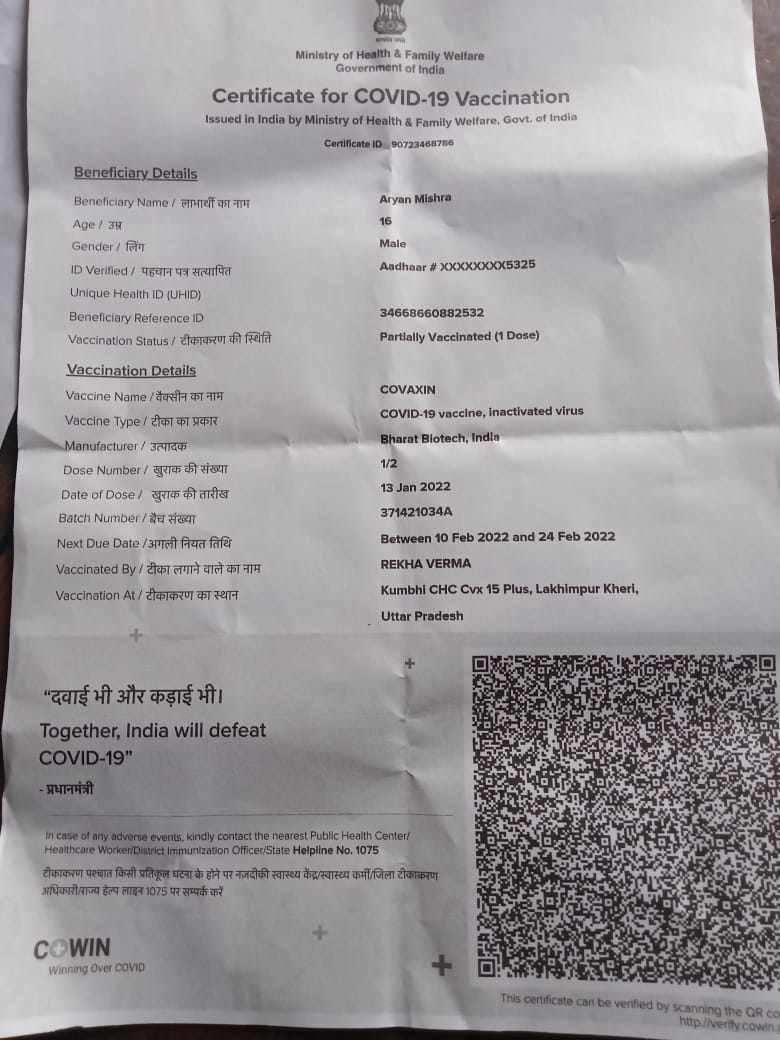 Ministry of Health & Family Welfare
Government of India
Certificate for COVID-19 Vaccination
Issued in India by Ministry of Health & Family Welfare, Govt. of India
Certificate ID 90723468786
Beneficiary Details
Beneficiary Name / लाभार्थी का नाम Aryan Mishra
Age / उम्र 16
Gender / लिंग Male
ID Verified / पहचान पत्र सत्यापित Aadhaar # XXXXXXXX5325
Unique Health ID (UHID)
Beneficiary Reference ID 34668660882532
Vaccination Status / टीकाकरण की स्थिति Partially Vaccinated (1 Dose)
Vaccination Details
Vaccine Name / वैक्सीन का नाम COVAXIN
Vaccine Type / टीका का प्रकार COVID-19 vaccine, inactivated virus
Manufacturer / उत्पादक Bharat Biotech, India
Dose Number / खुराक की संख्या 1/2
Date of Dose / खुराक की तारीख 13 Jan 2022
Batch Number / बैच संख्या 371421034A
Next Due Date /अगली नियत तिथि Between 10 Feb 2022 and 24 Feb 2022
Vaccinated By / टीका लगाने वाले का नाम REKHA VERMA
Vaccination At / टीकाकरण का स्थान Kumbhi CHC Cvx 15 Plus, Lakhimpur Kheri,
Uttar Pradesh
“दवाई भी और कड़ाई भी।
Together, India will defeat
COVID-19”
- प्रधानमंत्री
In case of any adverse events, kindly contact the nearest Public Health Center/
Healthcare Worker/District Immunization Officer/State Helpline No. 1075
टीकाकरण पश्चात किसी प्रतिकूल घटना के होने पर नजदीकी स्वास्थ्य केंद्र/स्वास्थ्य कर्मी/जिला टीकाकरण
अधिकारी/राज्य हेल्प लाइन 1075 पर सम्पर्क करें
COWIN
Winning Over COVID
This certificate can be verified by scanning the QR co
http://verify.cowin.